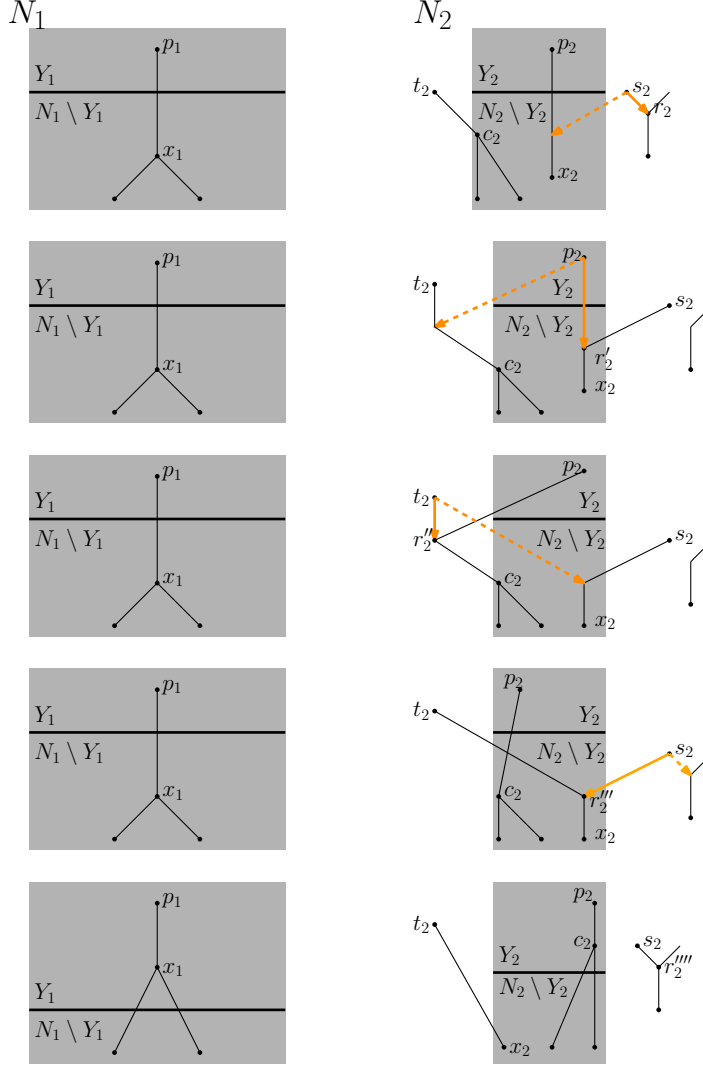 N₁ N₂
p₁ p₂
Y₁ Y₂ t₂ s₂
N₁ \ Y₁ N₂ \ Y₂ r₂
c₂
x₁ x₂
p₁ p₂
Y₁ t₂ Y₂ s₂
N₁ \ Y₁ N₂ \ Y₂
x₁ c₂ r₂′
x₂
p₁ p₂
Y₁ t₂ Y₂
N₁ \ Y₁ r₂″ N₂ \ Y₂ s₂
x₁ c₂
x₂
p₁ p₂
Y₁ t₂ Y₂
N₁ \ Y₁ N₂ \ Y₂ s₂
x₁ c₂ r₂‴
x₂
p₁ p₂
t₂
x₁ c₂ s₂
Y₁ Y₂ r₂⁗
N₁ \ Y₁ N₂ \ Y₂
x₂